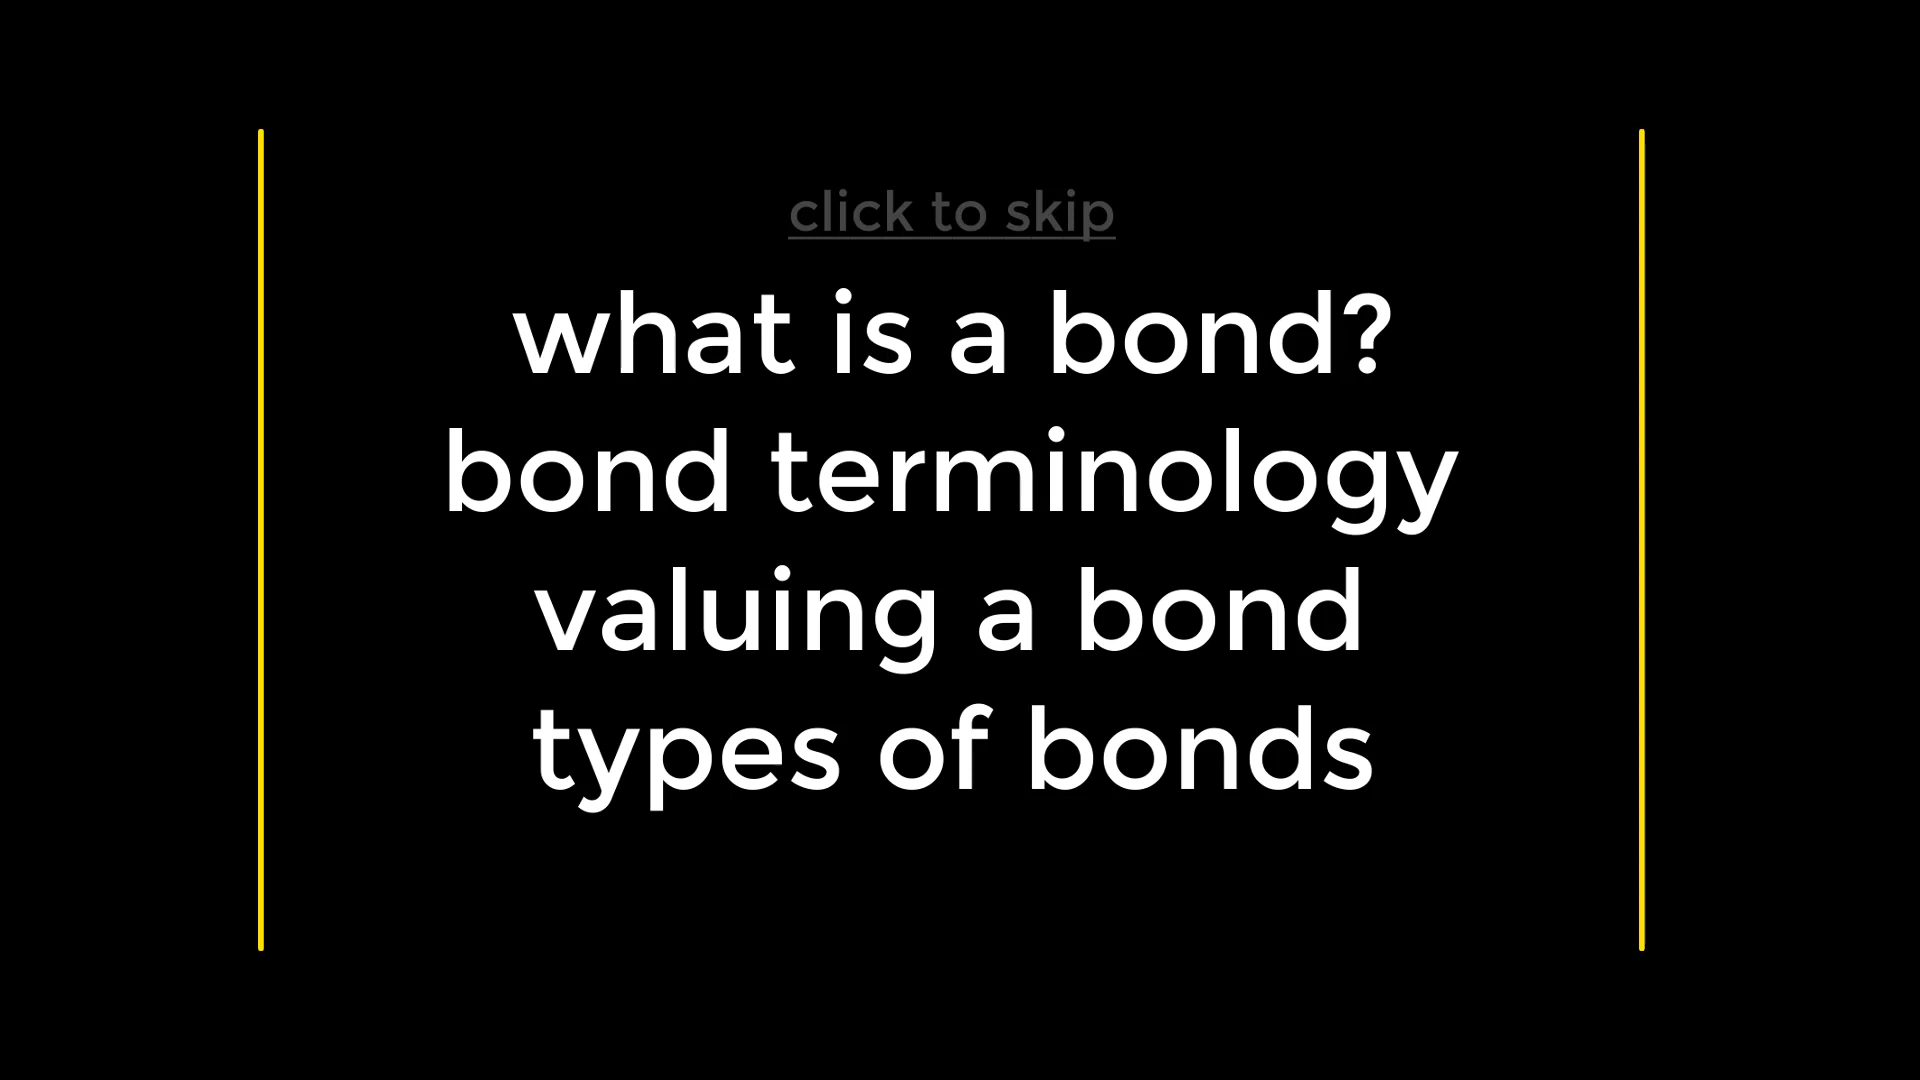 click to skip
what is a bond?
bond terminology
valuing a bond
types of bonds